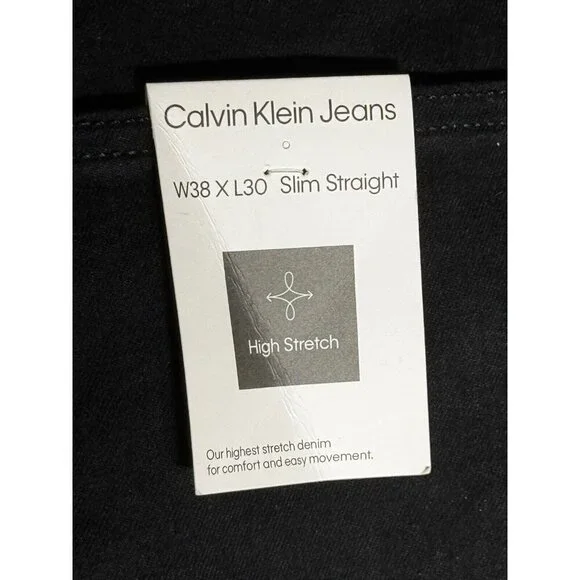 Calvin Klein Jeans
W38 X L30 Slim Straight
High Stretch
Our highest stretch denim
for comfort and easy movement.